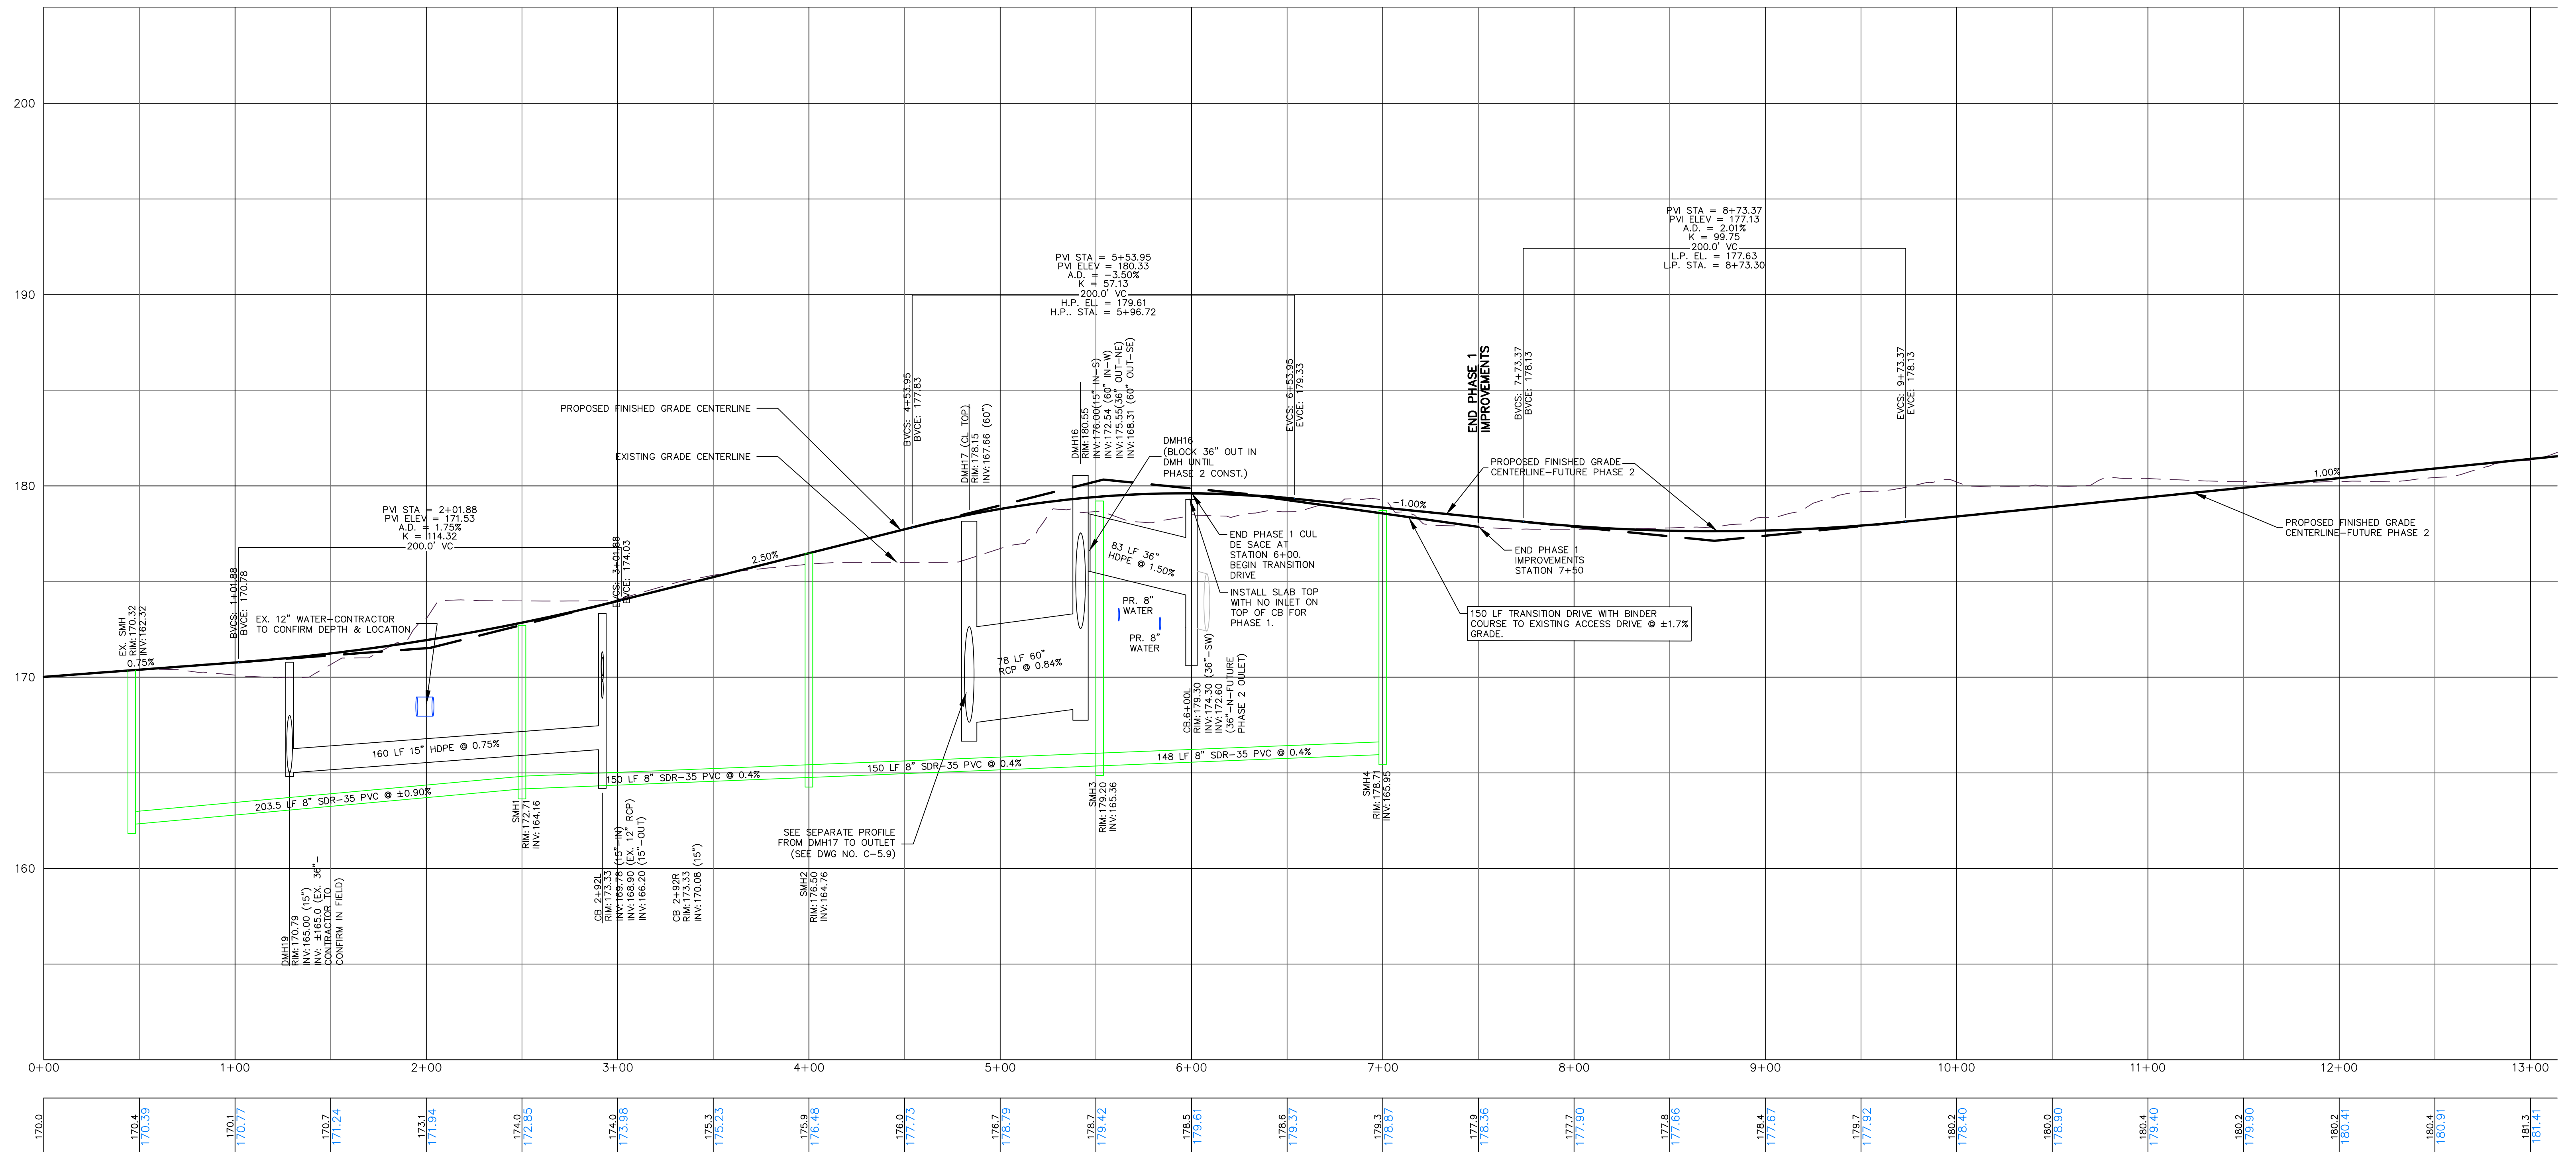 200
190
180
170
160
PVI STA = 8+73.37
PVI ELEV = 177.13
A.D. = 2.01%
K = 99.75
200.0' VC
L.P. EL. = 177.63
L.P. STA. = 8+73.30
PVI STA = 5+53.95
PVI ELEV = 180.33
A.D. = -3.50%
K = 57.13
200.0' VC
H.P. EL. = 179.61
H.P.. STA. = 5+96.72
BVCS: 4+53.95
BVCE: 177.83
EVCS: 6+53.95
EVCE: 179.33
END PHASE 1
IMPROVEMENTS
BVCS: 7+73.37
BVCE: 178.13
EVCS: 9+73.37
EVCE: 178.13
PROPOSED FINISHED GRADE CENTERLINE
EXISTING GRADE CENTERLINE
DMH17 (CL TOP)
RIM:178.15
INV:167.66 (60")
DMH16
RIM:180.55
INV:176.00(15" IN-S)
INV:172.54 (60" IN-W)
INV:175.55(36" OUT-NE)
INV:168.31 (60" OUT-SE)
DMH16
(BLOCK 36" OUT IN
DMH UNTIL
PHASE 2 CONST.)
PROPOSED FINISHED GRADE
CENTERLINE-FUTURE PHASE 2
-1.00%
1.00%
PROPOSED FINISHED GRADE
CENTERLINE-FUTURE PHASE 2
PVI STA = 2+01.88
PVI ELEV = 171.53
A.D. = 1.75%
K = 114.32
200.0' VC
BVCS: 1+01.88
BVCE: 170.78
EVCS: 3+01.88
EVCE: 174.03
2.50%
0.75%
EX. SMH
RIM:170.32
INV:162.32
EX. 12" WATER-CONTRACTOR
TO CONFIRM DEPTH & LOCATION
END PHASE 1 CUL
DE SACE AT
STATION 6+00.
BEGIN TRANSITION
DRIVE
END PHASE 1
IMPROVEMENTS
STATION 7+50
INSTALL SLAB TOP
WITH NO INLET ON
TOP OF CB FOR
PHASE 1.
150 LF TRANSITION DRIVE WITH BINDER
COURSE TO EXISTING ACCESS DRIVE @ ±1.7%
GRADE.
83 LF 36"
HDPE @ 1.50%
PR. 8"
WATER
PR. 8"
WATER
78 LF 60"
RCP @ 0.84%
CB 6+00L
RIM:179.30
INV:174.30 (36"-SW)
INV:172.60
(36"-N-FUTURE
PHASE 2 OULET)
160 LF 15" HDPE @ 0.75%
203.5 LF 8" SDR-35 PVC @ ±0.90%
150 LF 8" SDR-35 PVC @ 0.4%
150 LF 8" SDR-35 PVC @ 0.4%
148 LF 8" SDR-35 PVC @ 0.4%
SMH1
RIM:172.71
INV:164.16
SMH3
RIM:179.20
INV:165.36
SMH4
RIM:178.71
INV:165.95
SEE SEPARATE PROFILE
FROM DMH17 TO OUTLET
(SEE DWG NO. C-5.9)
DMH19
RIM:170.79
INV:165.00 (15")
INV: ±165.0 (EX. 36"-
CONTRACTOR TO
CONFIRM IN FIELD)
CB 2+92L
RIM:173.33
INV:169.78 (15"-IN)
INV:168.90 (EX. 12" RCP)
INV:166.20 (15"-OUT)
CB 2+92R
RIM:173.33
INV:170.08 (15")
SMH2
RIM:176.50
INV:164.76
0+00 1+00 2+00 3+00 4+00 5+00 6+00 7+00 8+00 9+00 10+00 11+00 12+00 13+00
170.0
170.4
170.39
170.1
170.77
170.7
171.24
173.1
171.94
174.0
172.85
174.0
173.98
175.3
175.23
175.9
176.48
176.0
177.73
176.7
178.79
178.7
179.42
178.5
179.61
178.6
179.37
179.3
178.87
177.9
178.36
177.7
177.90
177.8
177.66
178.4
177.67
179.7
177.92
180.2
178.40
180.0
178.90
180.4
179.40
180.2
179.90
180.2
180.41
180.4
180.91
181.3
181.41